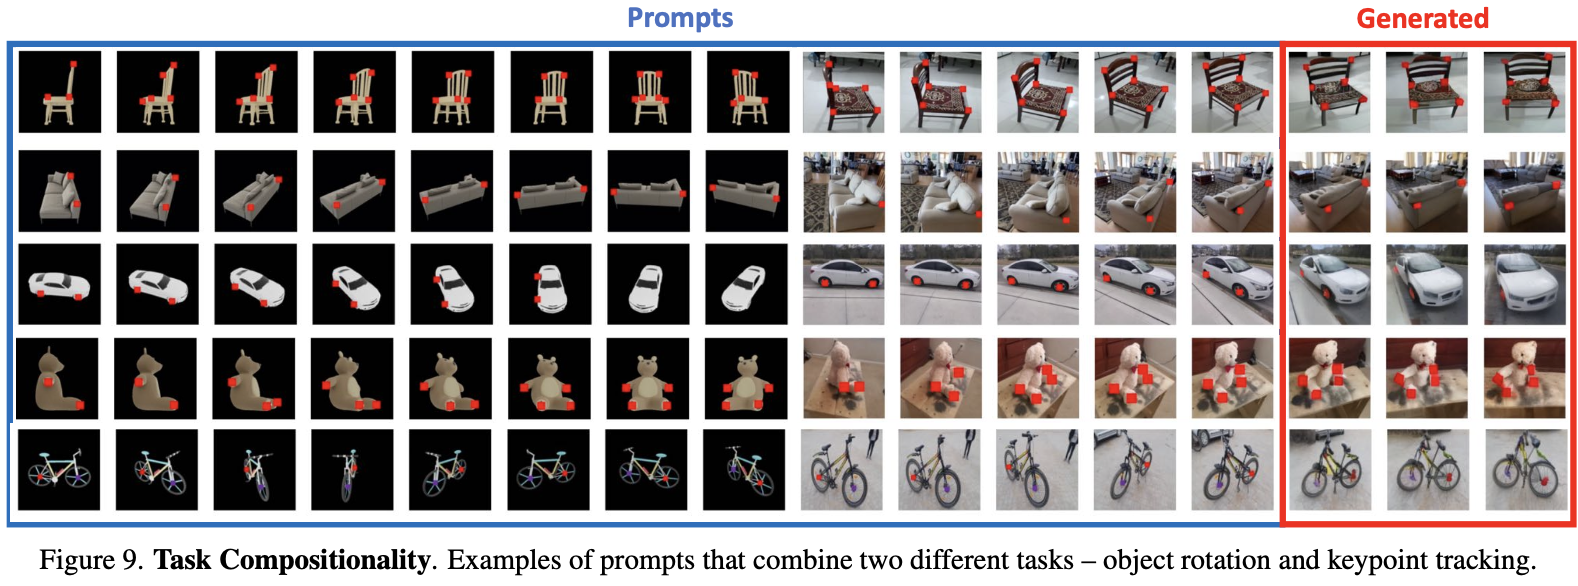 Prompts
Generated
Figure 9. Task Compositionality. Examples of prompts that combine two different tasks – object rotation and keypoint tracking.